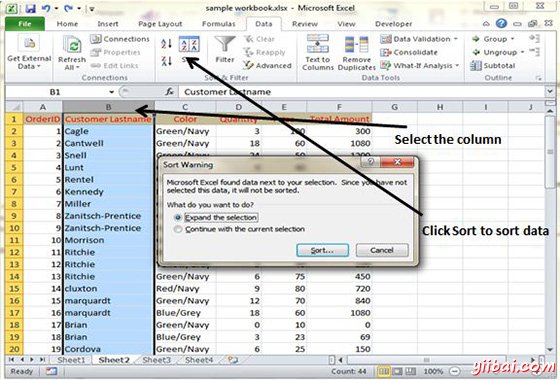 sample workbook.xlsx - Microsoft Excel
File Home Insert Page Layout Formulas Data Review View Developer
Get External Data
Refresh All
Connections
Properties
Edit Links
Connections
Filter
Clear
Reapply
Advanced
Sort & Filter
Text to Columns
Remove Duplicates
Data Validation
Consolidate
What-If Analysis
Data Tools
Group
Ungroup
Subtotal
Outline
B1 fx Customer Lastname
A B C D E F G H I J
1 OrderID Customer Lastname Color Quantity Total Amount
2 1 Cagle Green/Navy 3 100 300
3 2 Cantwell Green/Navy 18 60 1080
4 3 Snell Green/Navy
5 4 Lunt
6 5 Rentel
7 6 Kennedy
8 7 Miller
9 8 Zanitsch-Prentice
10 9 Zanitsch-Prentice
11 10 Morrison
12 11 Ritchie
13 12 Ritchie
14 13 Ritchie Green/Navy 6 75 450
15 14 cluxton Red/Navy 9 80 720
16 15 marquardt Green/Navy 12 70 840
17 16 marquardt Blue/Grey 18 60 1080
18 17 Brian Green/Navy 0 10 0
19 18 Brian Blue/Grey 3 23 69
20 19 Cordova Green/Navy 6 25 150
Select the column
Click Sort to sort data
Sort Warning
Microsoft Excel found data next to your selection. Since you have not
selected this data, it will not be sorted.
What do you want to do?
Expand the selection
Continue with the current selection
Sort... Cancel
Sheet1 Sheet2 Sheet3 Sheet4
Ready Count: 44 100%
yiibai.com